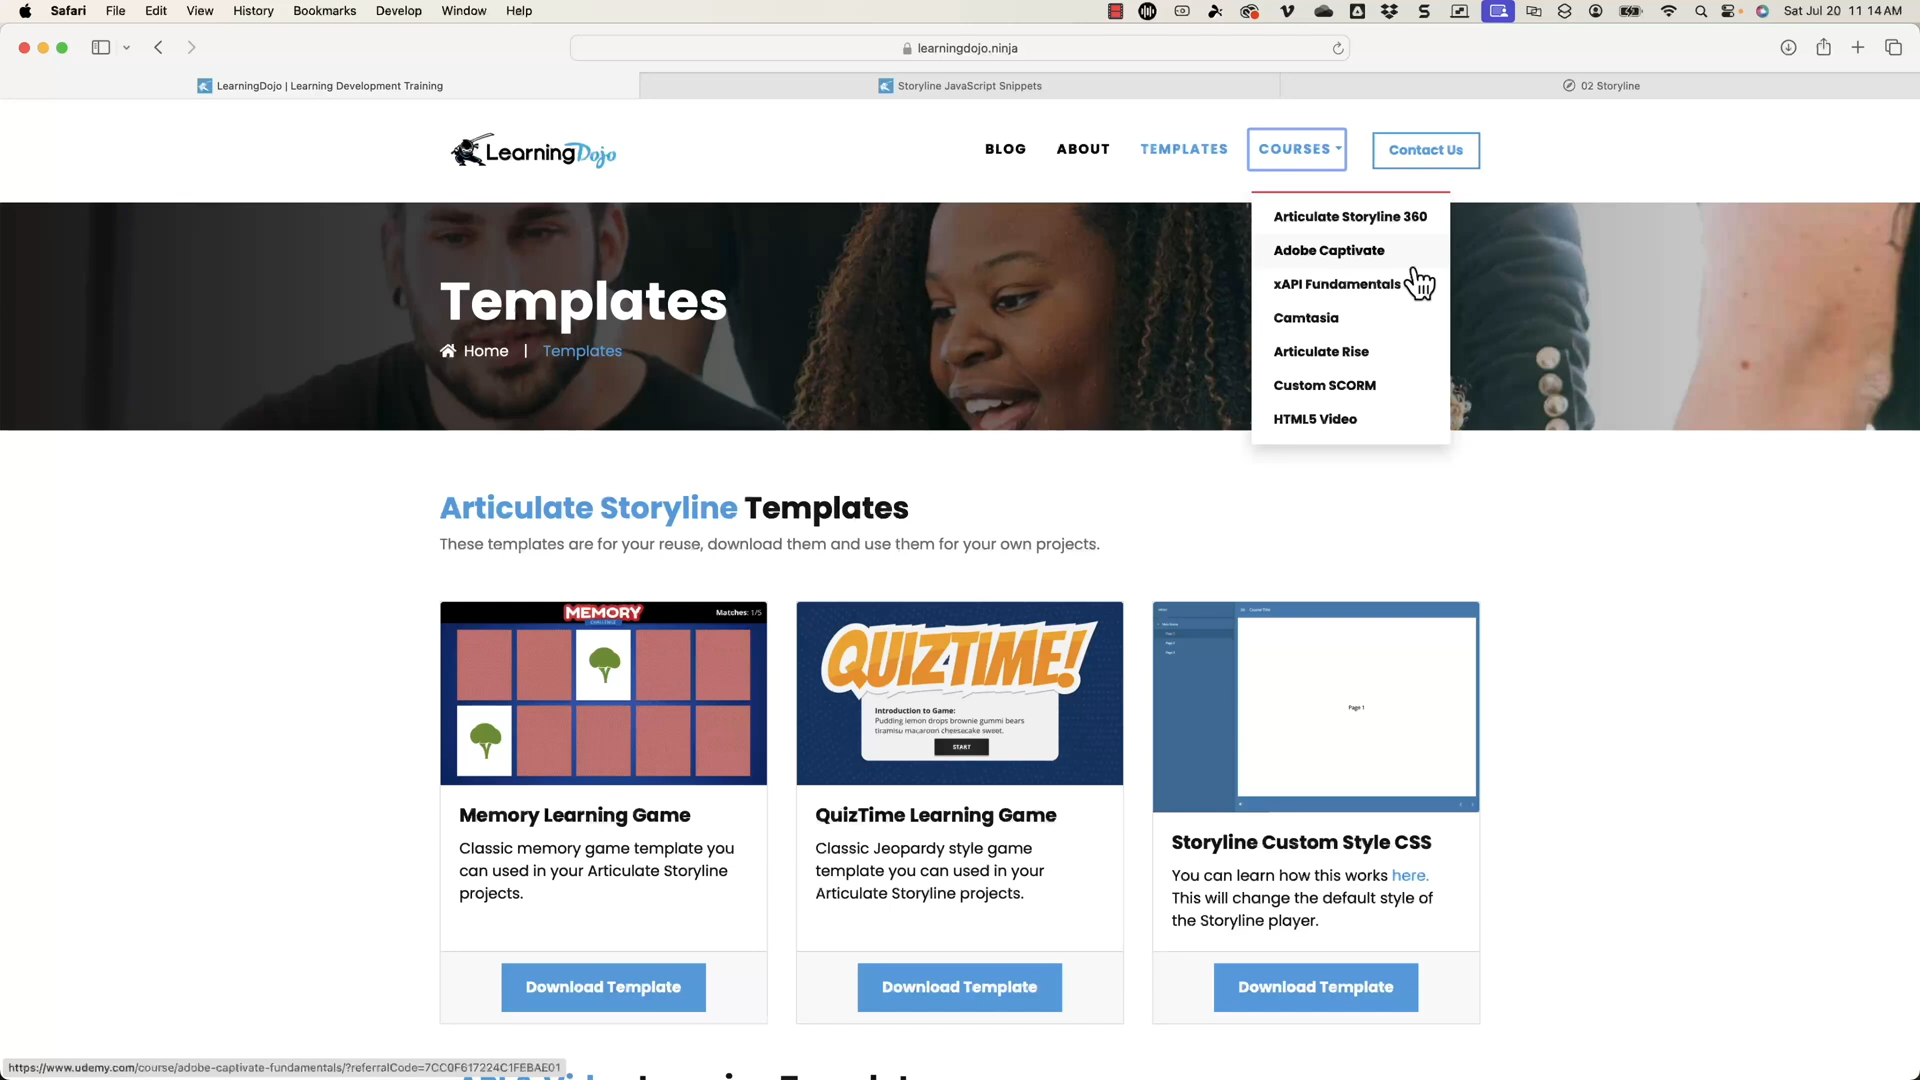 Safari File Edit View History Bookmarks Develop Window Help Sat Jul 20 11 14 AM
learningdojo.ninja
LearningDojo | Learning Development Training Storyline JavaScript Snippets 02 Storyline
LearningDojo BLOG ABOUT TEMPLATES COURSES Contact Us
Articulate Storyline 360
Adobe Captivate
xAPI Fundamentals
Camtasia
Articulate Rise
Custom SCORM
HTML5 Video
Templates
Home | Templates
Articulate Storyline Templates
These templates are for your reuse, download them and use them for your own projects.
MEMORY
CHALLENGE
Matches: 1/5
Memory Learning Game
Classic memory game template you
can used in your Articulate Storyline
projects.
Download Template
QUIZTIME!
Introduction to Game:
Pudding lemon drops brownie gummi bears
tiramisu macaroon cheesecake sweet.
START
QuizTime Learning Game
Classic Jeopardy style game
template you can used in your
Articulate Storyline projects.
Download Template
Course Title
Page 1
Page 1
Storyline Custom Style CSS
You can learn how this works here.
This will change the default style of
the Storyline player.
Download Template
https://www.udemy.com/course/adobe-captivate-fundamentals/?referralCode=7CC0F617224C1FEBAE01